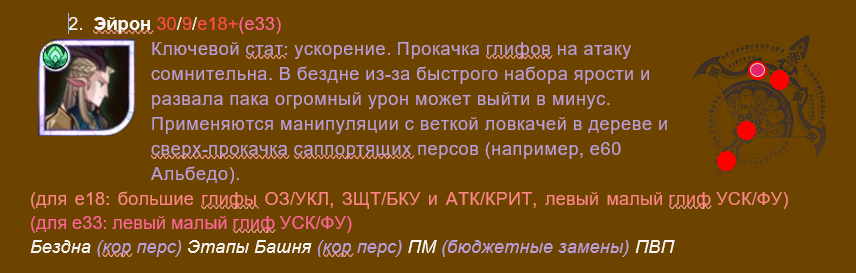 2. Эйрон 30/9/е18+(е33)
Ключевой стат: ускорение. Прокачка глифов на атаку
сомнительна. В бездне из-за быстрого набора ярости и
развала пака огромный урон может выйти в минус.
Применяются манипуляции с веткой ловкачей в дереве и
сверх-прокачка саппортящих персов (например, е60
Альбедо).
(для е18: большие глифы ОЗ/УКЛ, ЗЩТ/БКУ и АТК/КРИТ, левый малый глиф УСК/ФУ)
(для е33: левый малый глиф УСК/ФУ)
Бездна (кор перс) Этапы Башня (кор перс) ПМ (бюджетные замены) ПВП